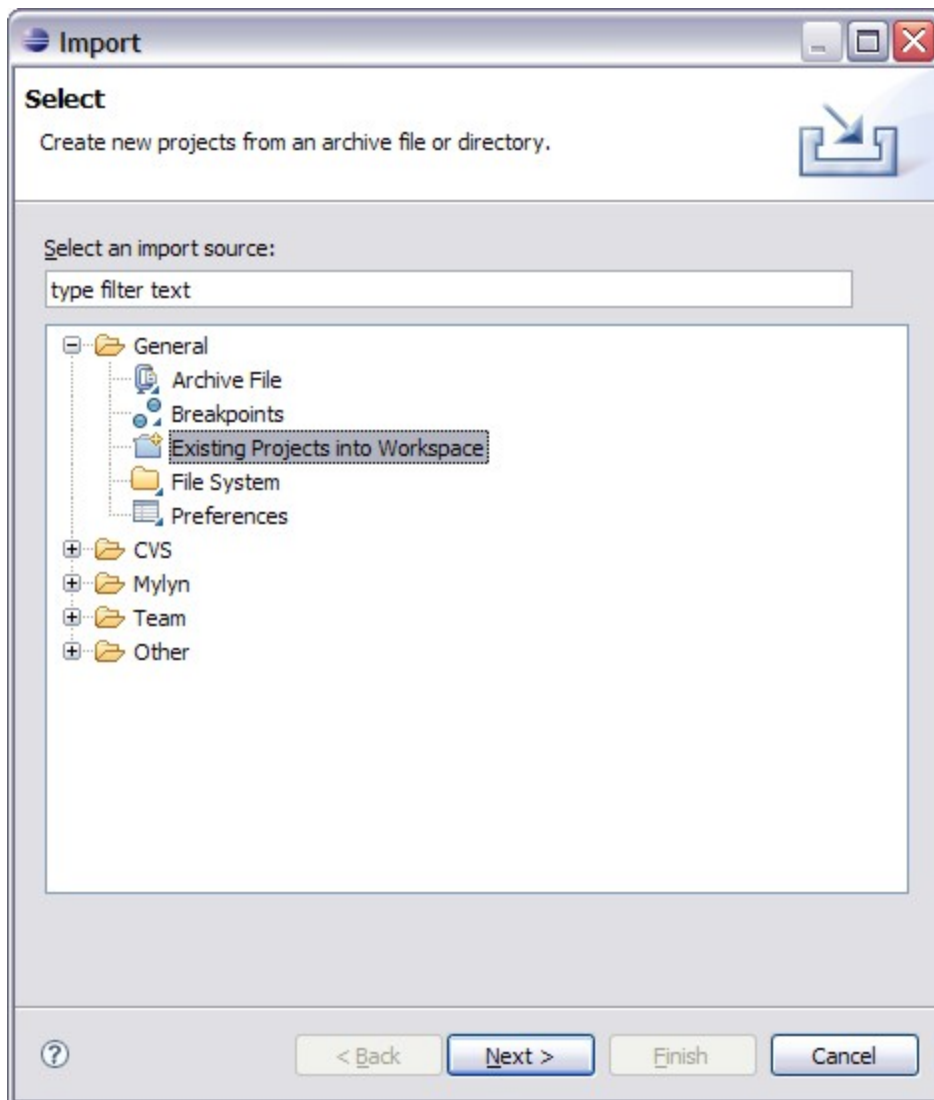 Import
Select
Create new projects from an archive file or directory.
Select an import source:
type filter text
General
Archive File
Breakpoints
Existing Projects into Workspace
File System
Preferences
CVS
Mylyn
Team
Other
? < Back Next > Finish Cancel